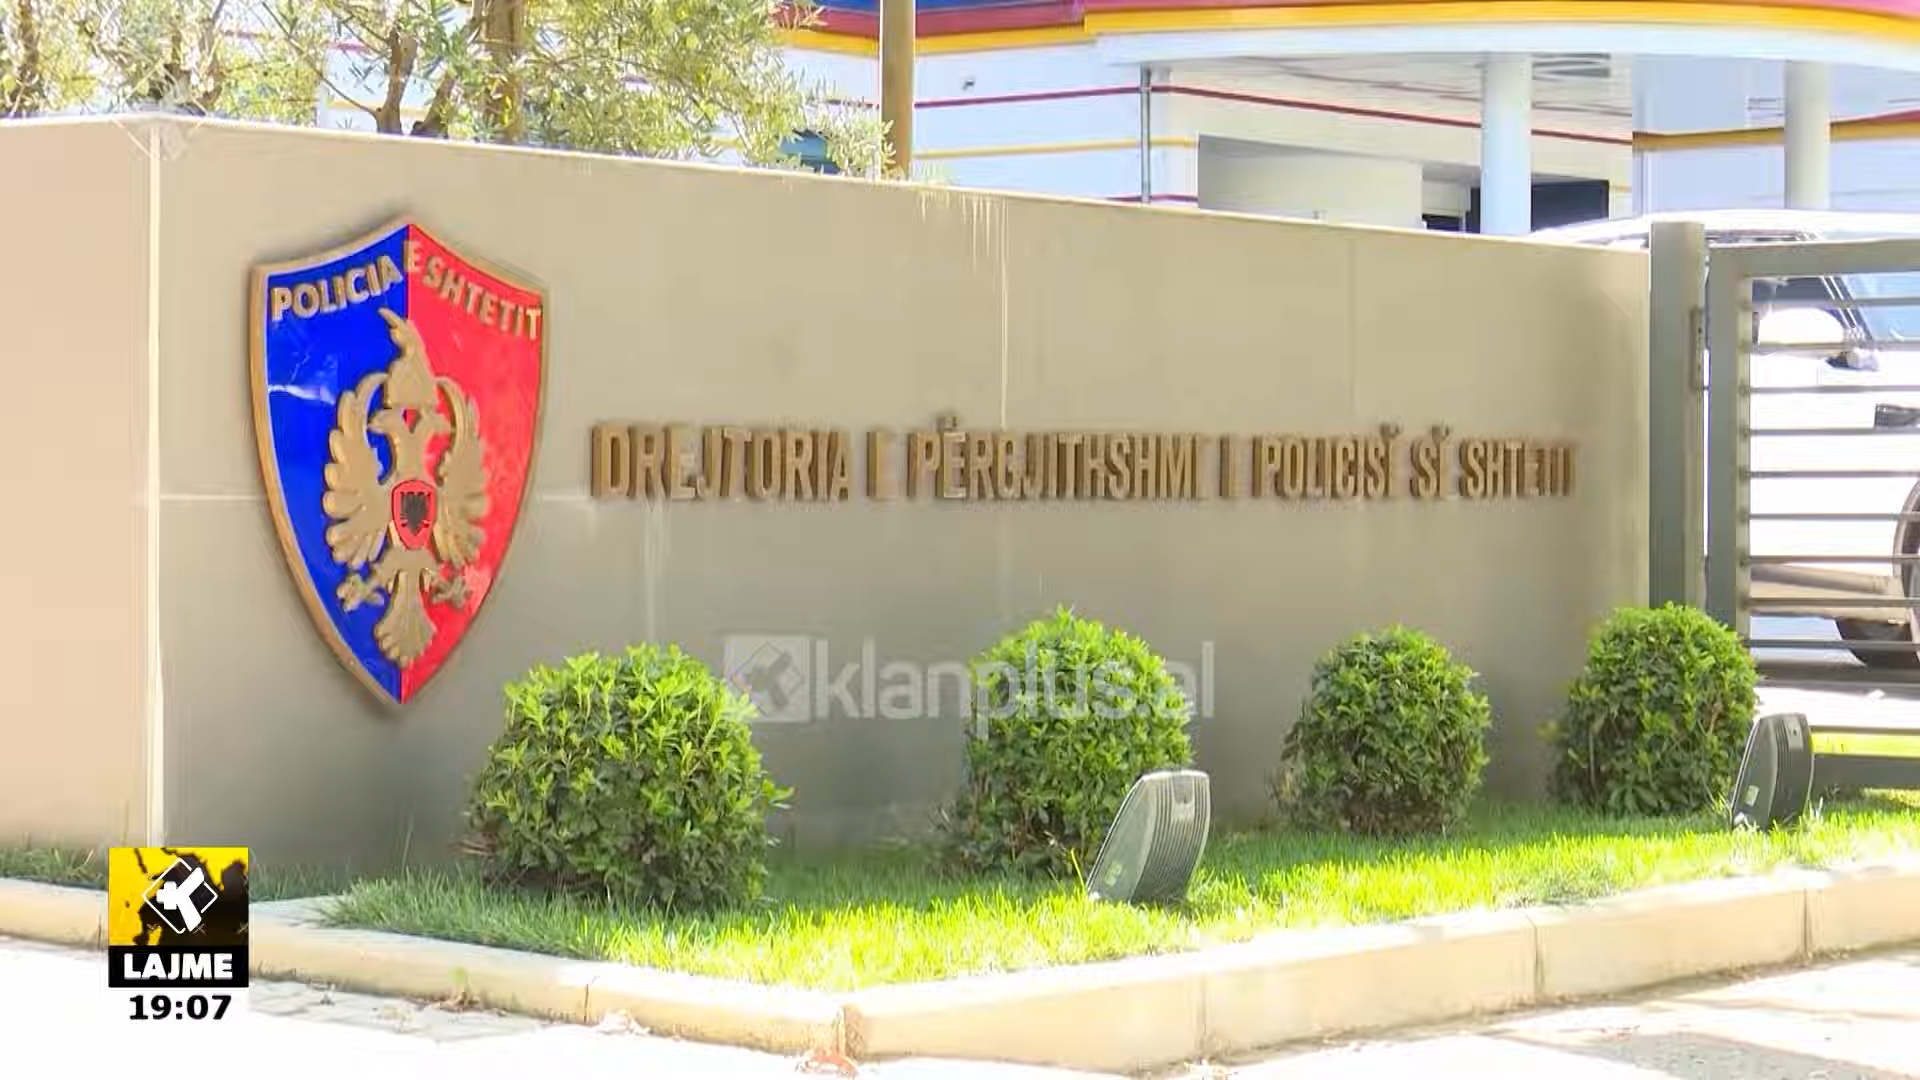 POLICIA E SHTETIT
DREJTORIA E PËRGJITHSHME E POLICISË SË SHTETIT
klanplus.al
LAJME
19:07